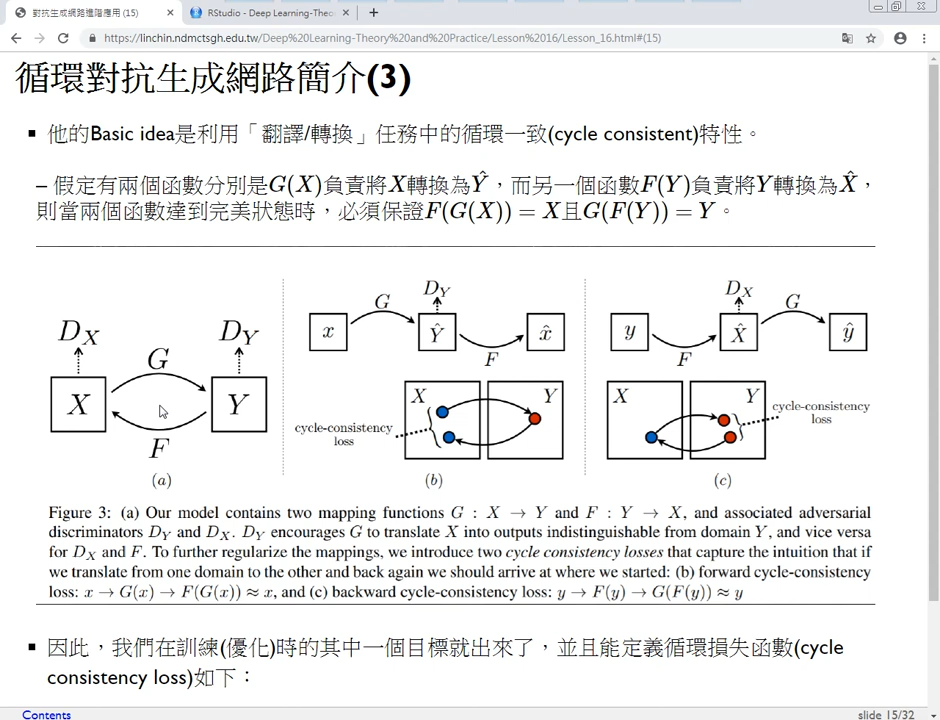 對抗生成網路進階應用 (15)
RStudio - Deep Learning-Theo
https://linchin.ndmctsgh.edu.tw/Deep%20Learning-Theory%20and%20Practice/Lesson%2016/Lesson_16.html#(15)
循環對抗生成網路簡介(3)
▪ 他的Basic idea是利用「翻譯/轉換」任務中的循環一致(cycle consistent)特性。
– 假定有兩個函數分別是G(X)負責將X轉換為Ŷ，而另一個函數F(Y)負責將Y轉換為X̂，
則當兩個函數達到完美狀態時，必須保證F(G(X)) = X且G(F(Y)) = Y。
D_X D_Y
G
X Y
F
(a)
D_Y
G
x Ŷ x̂
F
X Y
cycle-consistency
loss
(b)
D_X
G
y X̂ ŷ
F
X Y
cycle-consistency
loss
(c)
Figure 3: (a) Our model contains two mapping functions G : X → Y and F : Y → X, and associated adversarial
discriminators D_Y and D_X. D_Y encourages G to translate X into outputs indistinguishable from domain Y, and vice versa
for D_X and F. To further regularize the mappings, we introduce two cycle consistency losses that capture the intuition that if
we translate from one domain to the other and back again we should arrive at where we started: (b) forward cycle-consistency
loss: x → G(x) → F(G(x)) ≈ x, and (c) backward cycle-consistency loss: y → F(y) → G(F(y)) ≈ y
▪ 因此，我們在訓練(優化)時的其中一個目標就出來了，並且能定義循環損失函數(cycle
consistency loss)如下：
Contents
slide 15/32